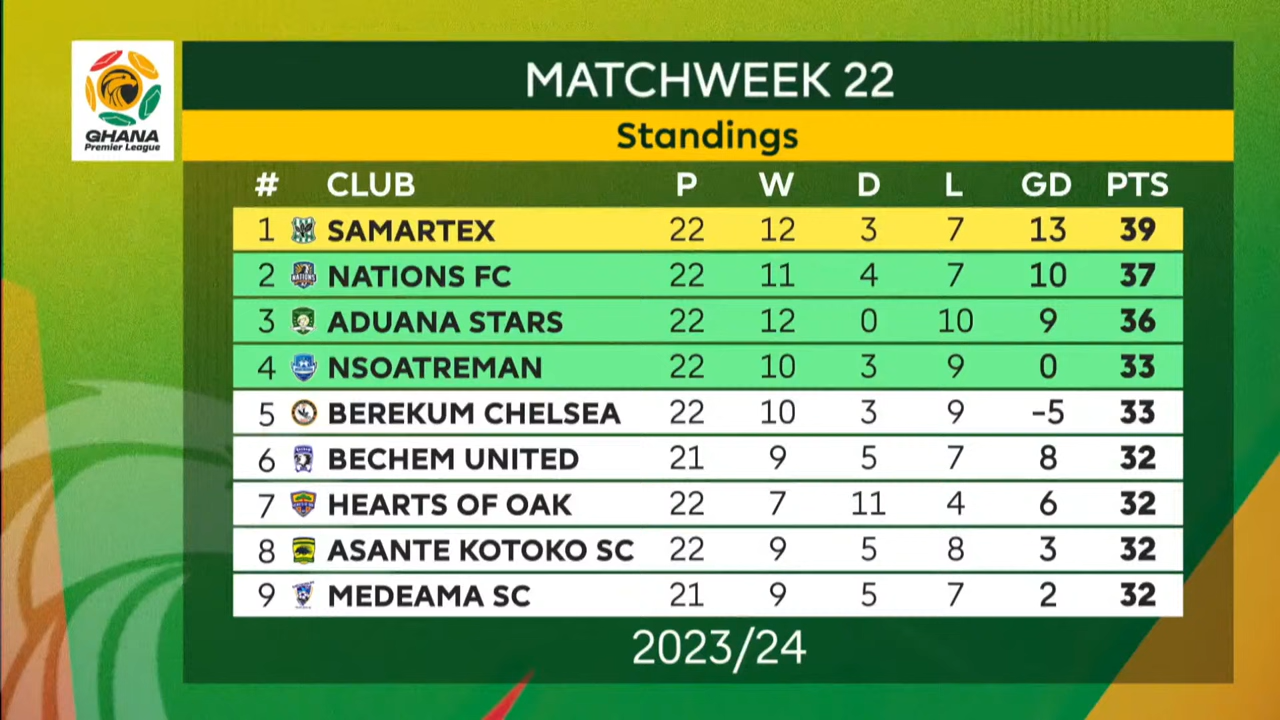 GHANA
Premier League
MATCHWEEK 22
Standings
# CLUB P W D L GD PTS
1 SAMARTEX 22 12 3 7 13 39
2 NATIONS FC 22 11 4 7 10 37
3 ADUANA STARS 22 12 0 10 9 36
4 NSOATREMAN 22 10 3 9 0 33
5 BEREKUM CHELSEA 22 10 3 9 -5 33
6 BECHEM UNITED 21 9 5 7 8 32
7 HEARTS OF OAK 22 7 11 4 6 32
8 ASANTE KOTOKO SC 22 9 5 8 3 32
9 MEDEAMA SC 21 9 5 7 2 32
2023/24